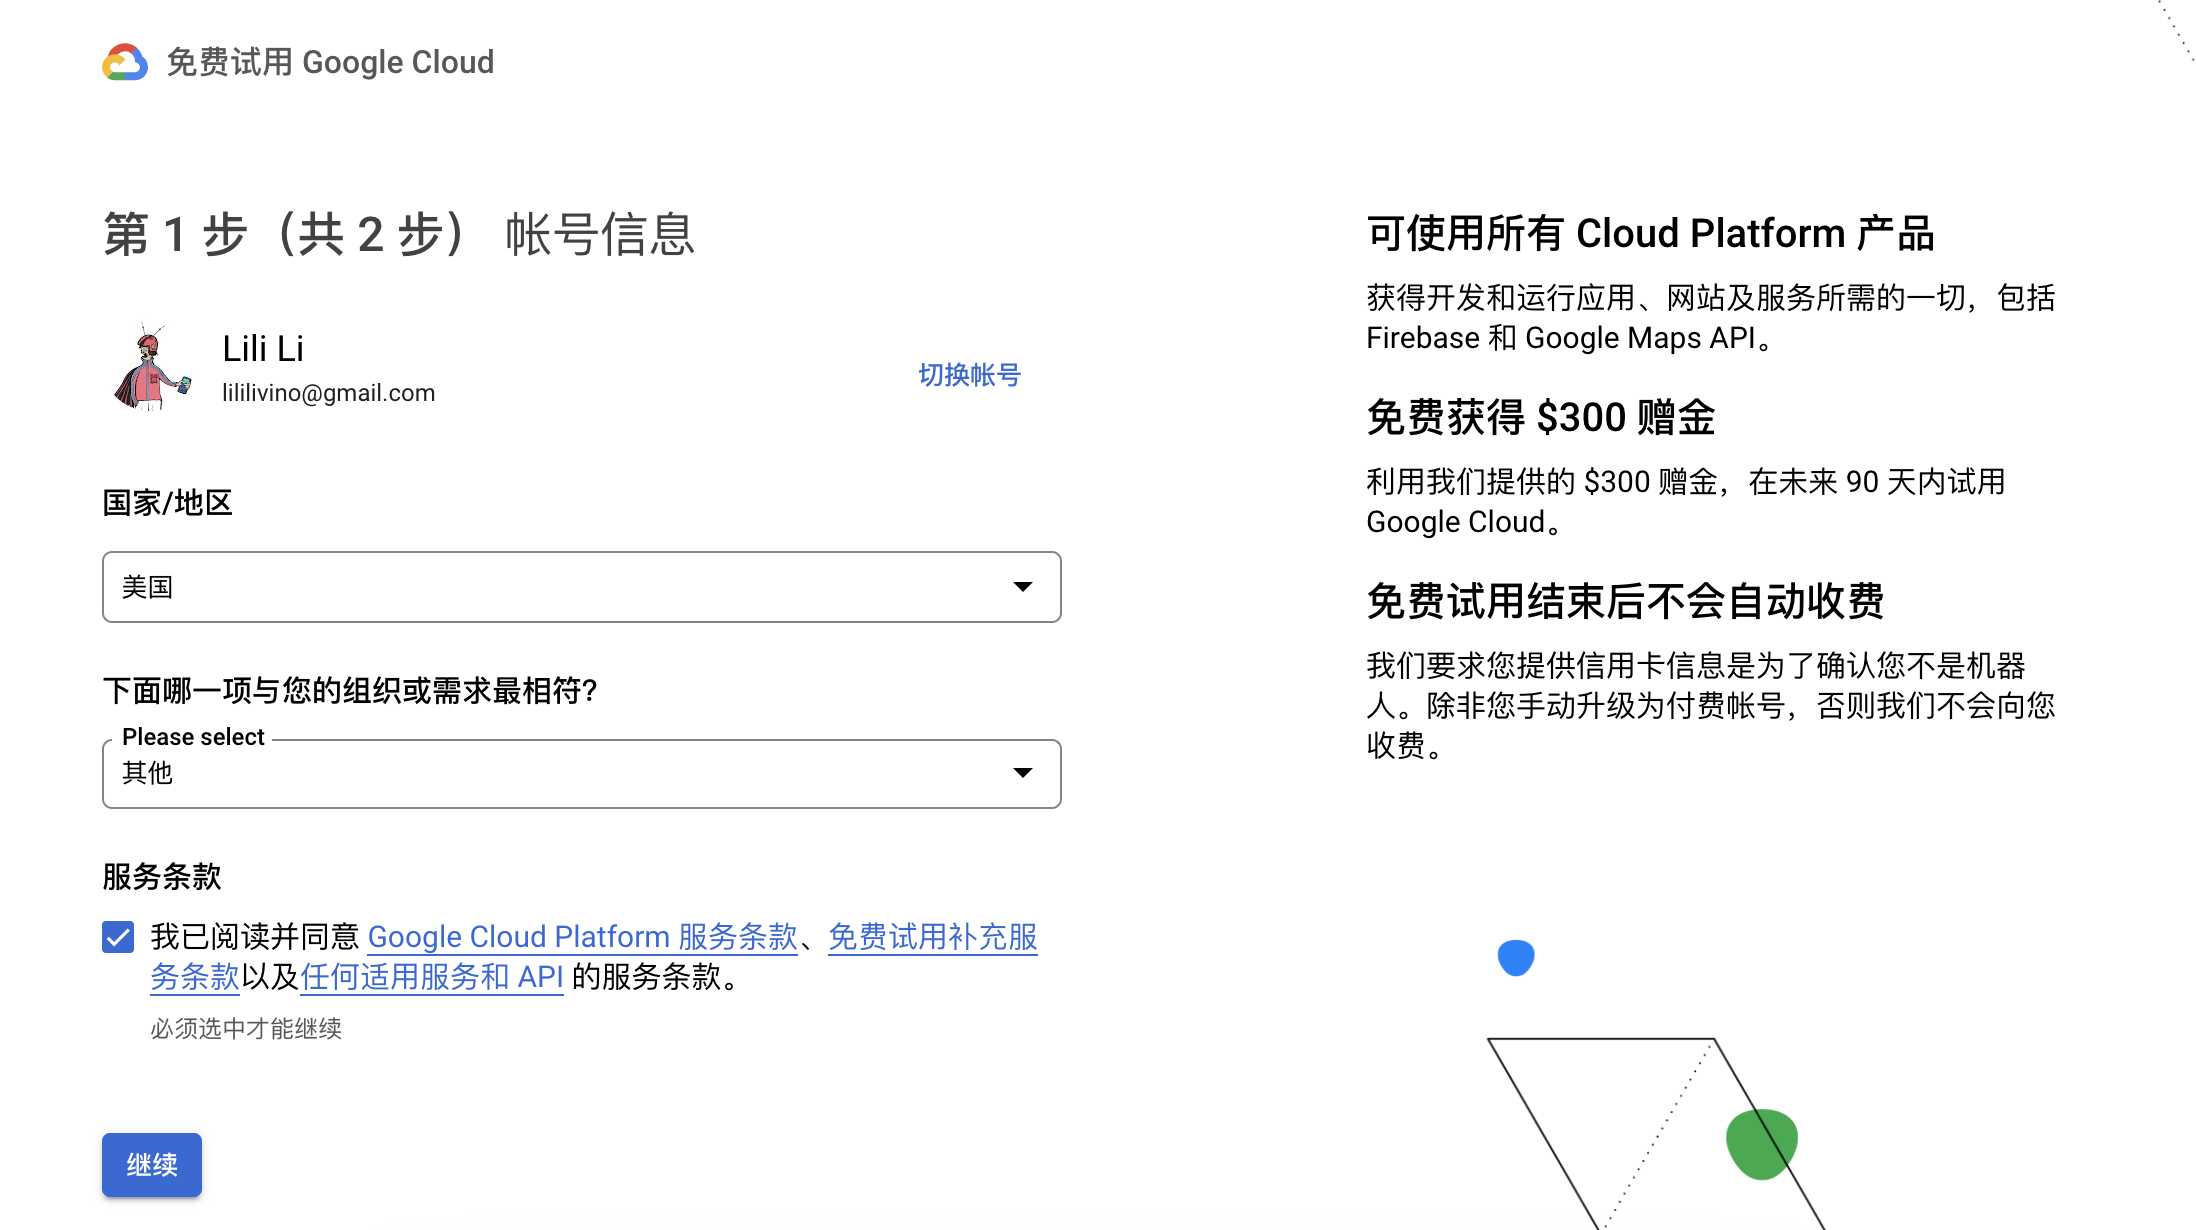 免费试用 Google Cloud
第 1 步（共 2 步） 帐号信息
Lili Li
lililivino@gmail.com
切换帐号
国家/地区
美国
下面哪一项与您的组织或需求最相符？
Please select
其他
服务条款
我已阅读并同意 Google Cloud Platform 服务条款、免费试用补充服
务条款以及任何适用服务和 API 的服务条款。
必须选中才能继续
继续
可使用所有 Cloud Platform 产品
获得开发和运行应用、网站及服务所需的一切，包括
Firebase 和 Google Maps API。
免费获得 $300 赠金
利用我们提供的 $300 赠金，在未来 90 天内试用
Google Cloud。
免费试用结束后不会自动收费
我们要求您提供信用卡信息是为了确认您不是机器
人。除非您手动升级为付费帐号，否则我们不会向您
收费。